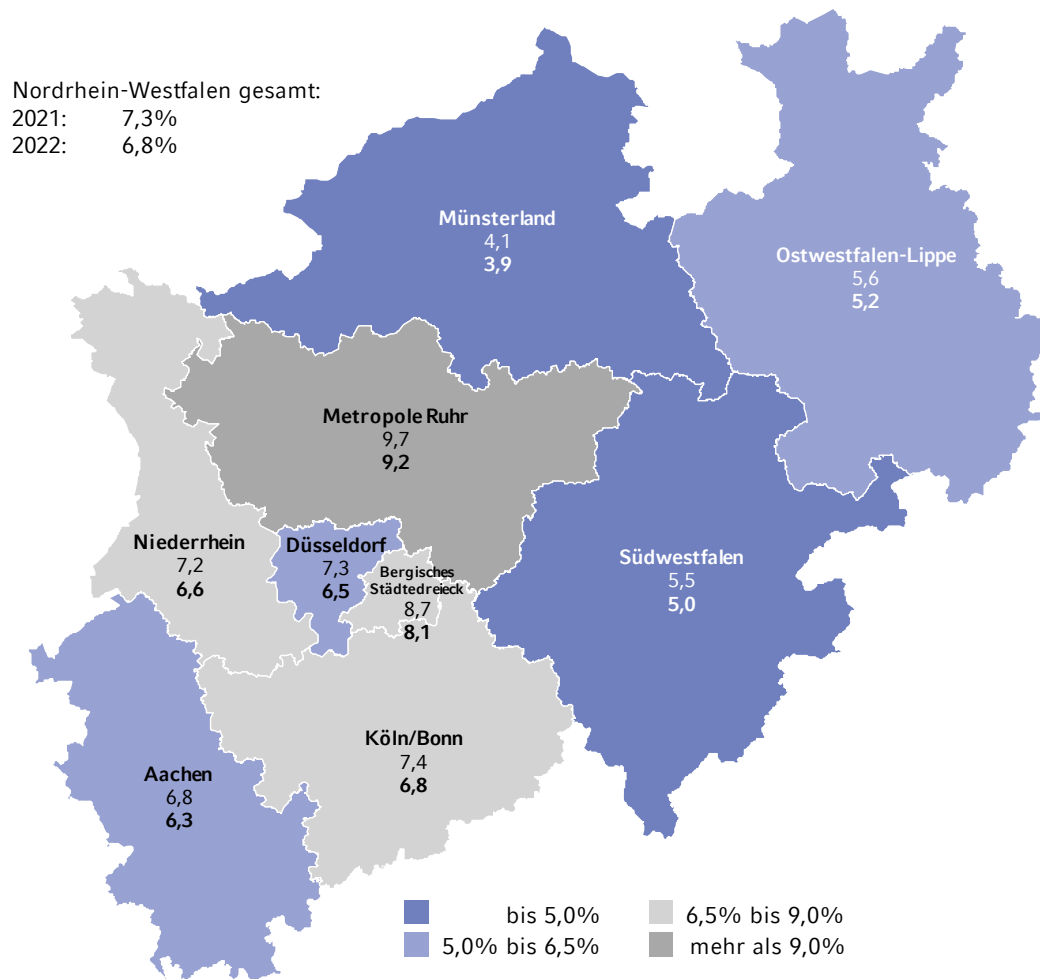 Nordrhein-Westfalen gesamt:
2021: 7,3%
2022: 6,8%
Münsterland
4,1
3,9
Ostwestfalen-Lippe
5,6
5,2
Metropole Ruhr
9,7
9,2
Niederrhein
7,2
6,6
Düsseldorf
7,3
6,5
Bergisches
Städtedreieck
8,7
8,1
Südwestfalen
5,5
5,0
Köln/Bonn
7,4
6,8
Aachen
6,8
6,3
bis 5,0%
5,0% bis 6,5%
6,5% bis 9,0%
mehr als 9,0%